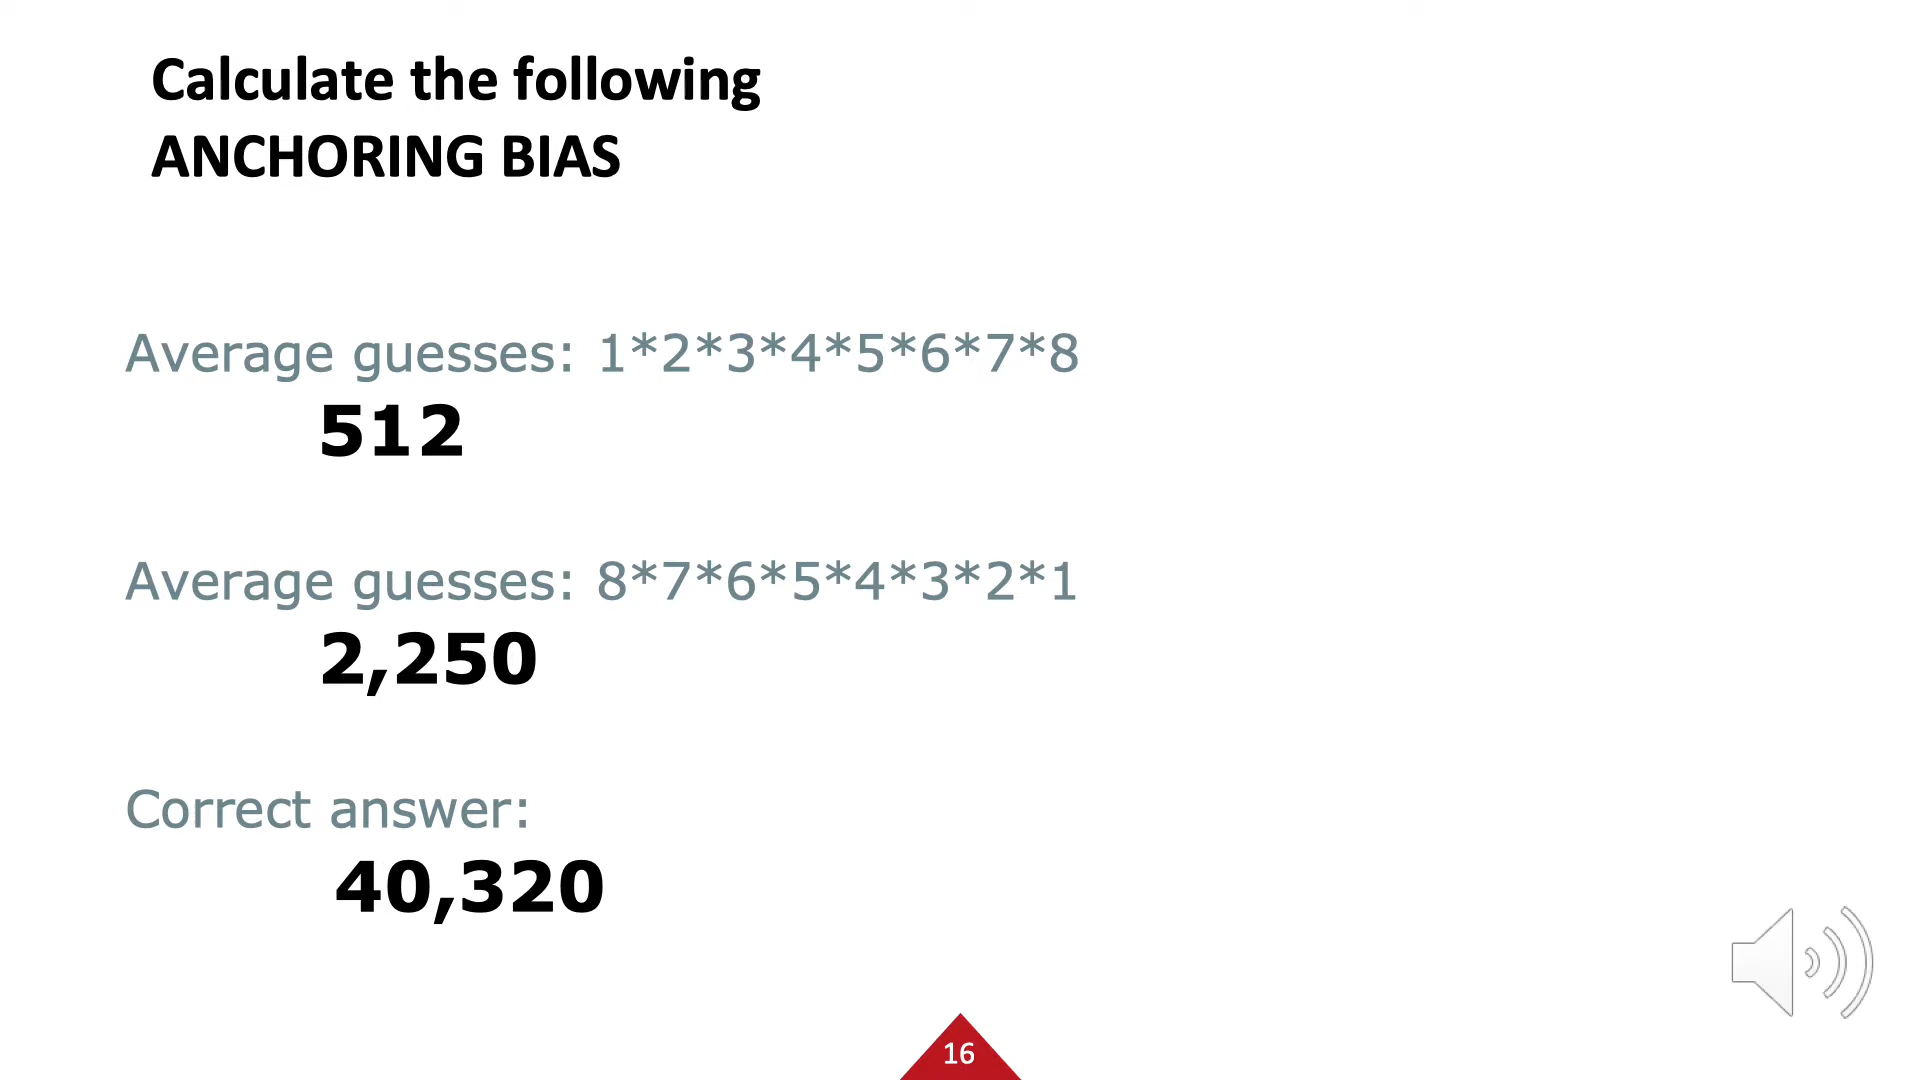 Calculate the following
ANCHORING BIAS
Average guesses: 1*2*3*4*5*6*7*8
512
Average guesses: 8*7*6*5*4*3*2*1
2,250
Correct answer:
40,320
16